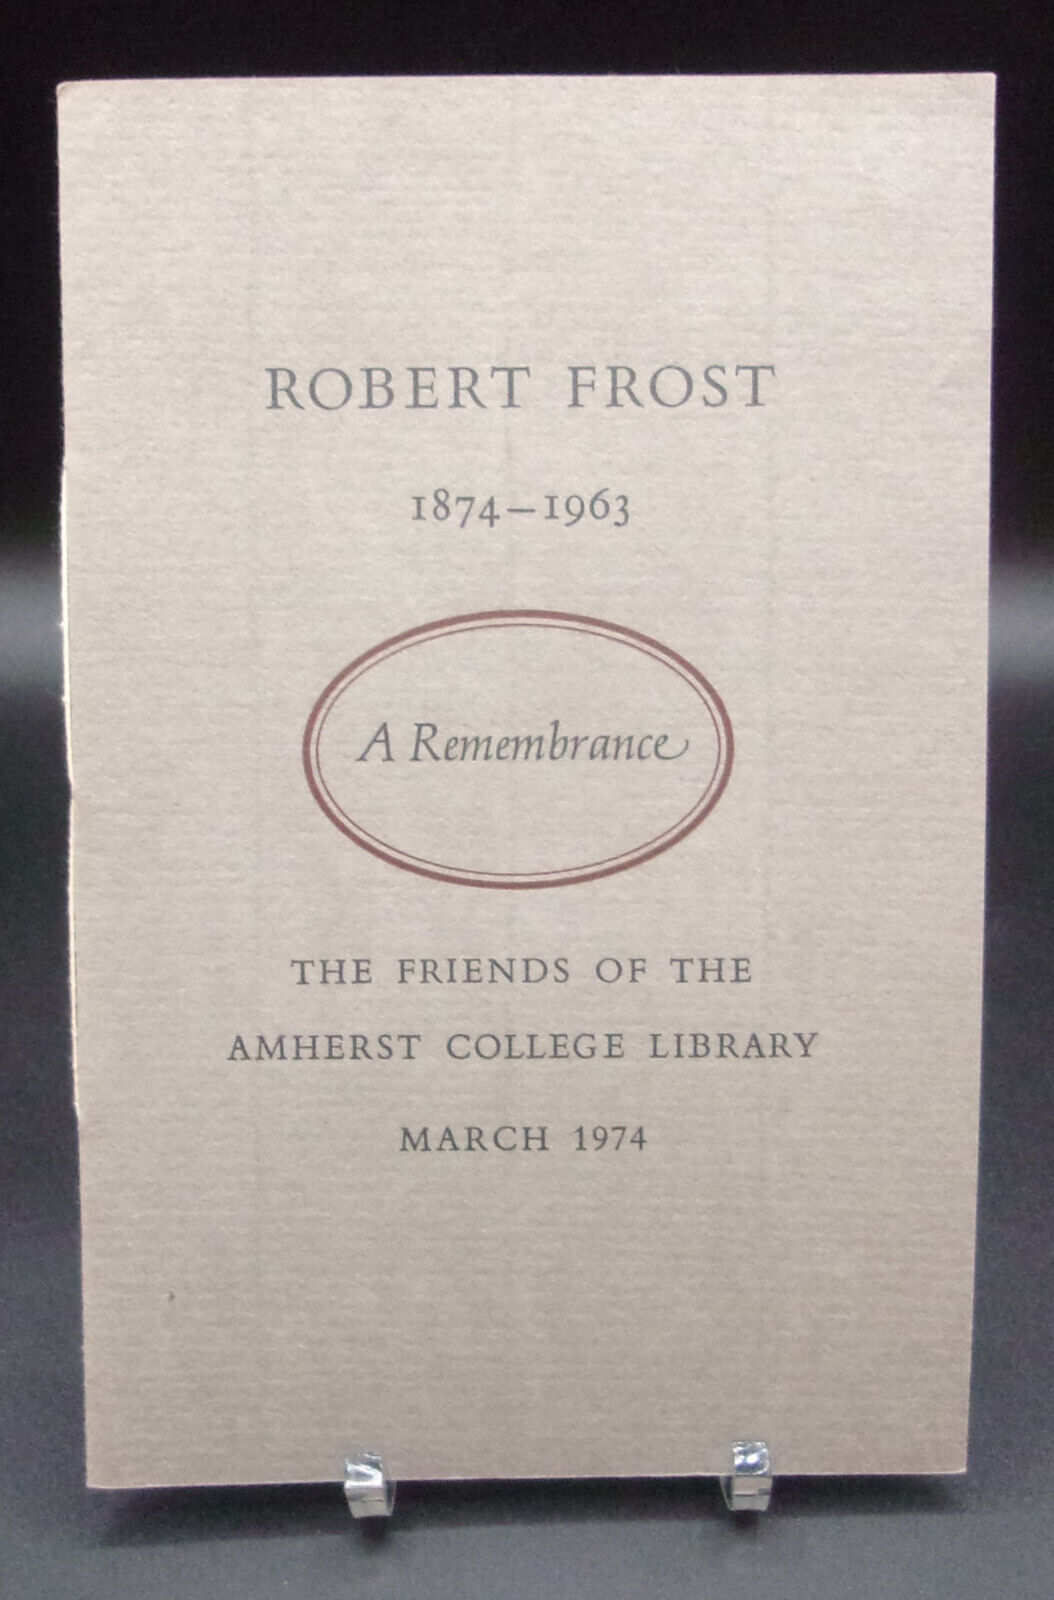 ROBERT FROST
1874–1963
A Remembrance
THE FRIENDS OF THE
AMHERST COLLEGE LIBRARY
MARCH 1974